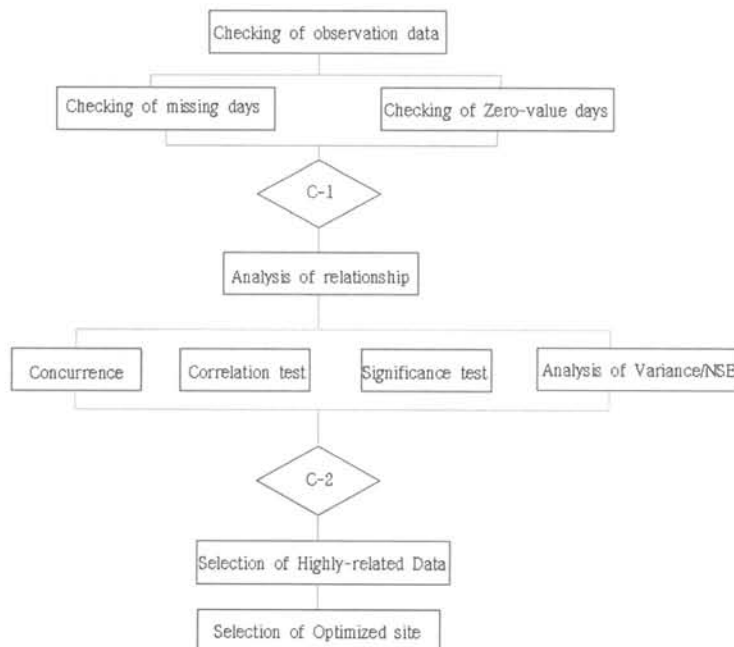 Checking of observation data
Checking of missing days
Checking of Zero-value days
C-1
Analysis of relationship
Concurrence
Correlation test
Significance test
Analysis of Variance/NSE
C-2
Selection of Highly-related Data
Selection of Optimized site